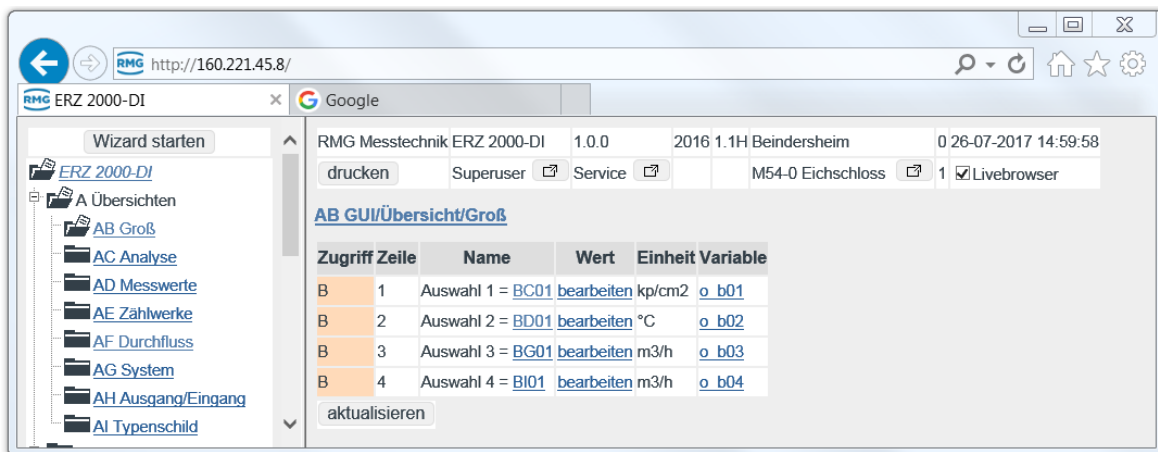 RMG http://160.221.45.8/
RMG ERZ 2000-DI × G Google
Wizard starten
ERZ 2000-DI
A Übersichten
AB Groß
AC Analyse
AD Messwerte
AE Zählwerke
AF Durchfluss
AG System
AH Ausgang/Eingang
AI Typenschild
RMG Messtechnik ERZ 2000-DI 1.0.0 2016 1.1H Beindersheim 0 26-07-2017 14:59:58
drucken Superuser Service M54-0 Eichschloss 1 Livebrowser
AB GUI/Übersicht/Groß
Zugriff Zeile Name Wert Einheit Variable
B 1 Auswahl 1 = BC01 bearbeiten kp/cm2 o_b01
B 2 Auswahl 2 = BD01 bearbeiten °C o_b02
B 3 Auswahl 3 = BG01 bearbeiten m3/h o_b03
B 4 Auswahl 4 = BI01 bearbeiten m3/h o_b04
aktualisieren